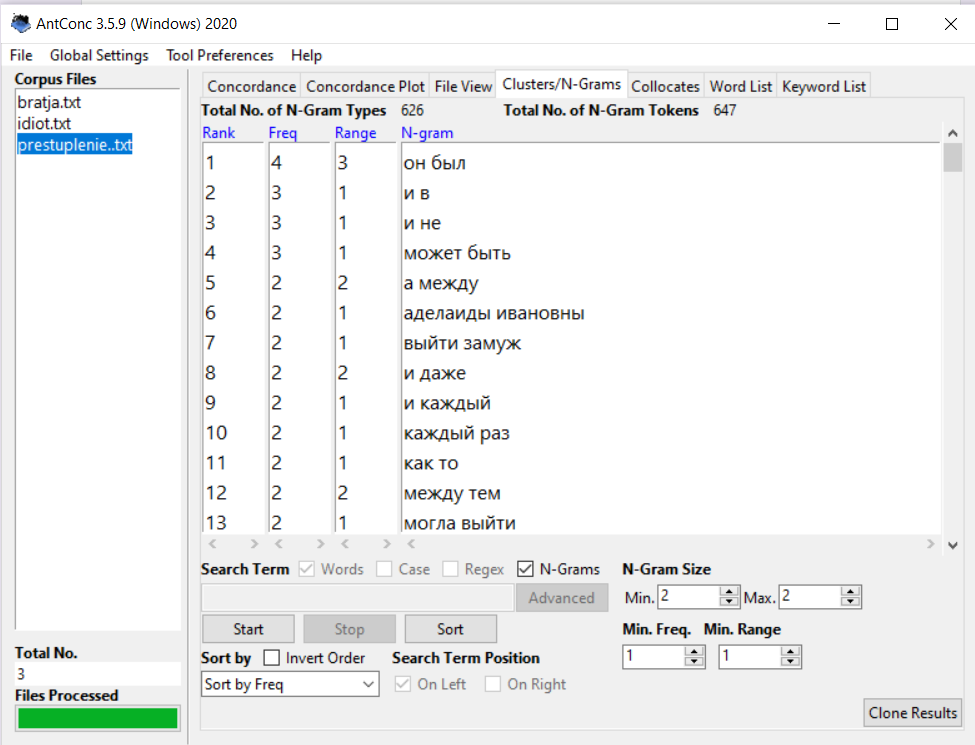 AntConc 3.5.9 (Windows) 2020
File Global Settings Tool Preferences Help
Corpus Files
bratja.txt
idiot.txt
prestuplenie..txt
Total No.
3
Files Processed
Concordance Concordance Plot File View Clusters/N-Grams Collocates Word List Keyword List
Total No. of N-Gram Types 626 Total No. of N-Gram Tokens 647
Rank Freq Range N-gram
1 4 3 он был
2 3 1 и в
3 3 1 и не
4 3 1 может быть
5 2 2 а между
6 2 1 аделаиды ивановны
7 2 1 выйти замуж
8 2 2 и даже
9 2 1 и каждый
10 2 1 каждый раз
11 2 1 как то
12 2 2 между тем
13 2 1 могла выйти
Search Term Words Case Regex N-Grams N-Gram Size
Advanced Min. 2 Max. 2
Start Stop Sort Min. Freq. Min. Range
Sort by Invert Order Search Term Position 1 1
Sort by Freq On Left On Right
Clone Results